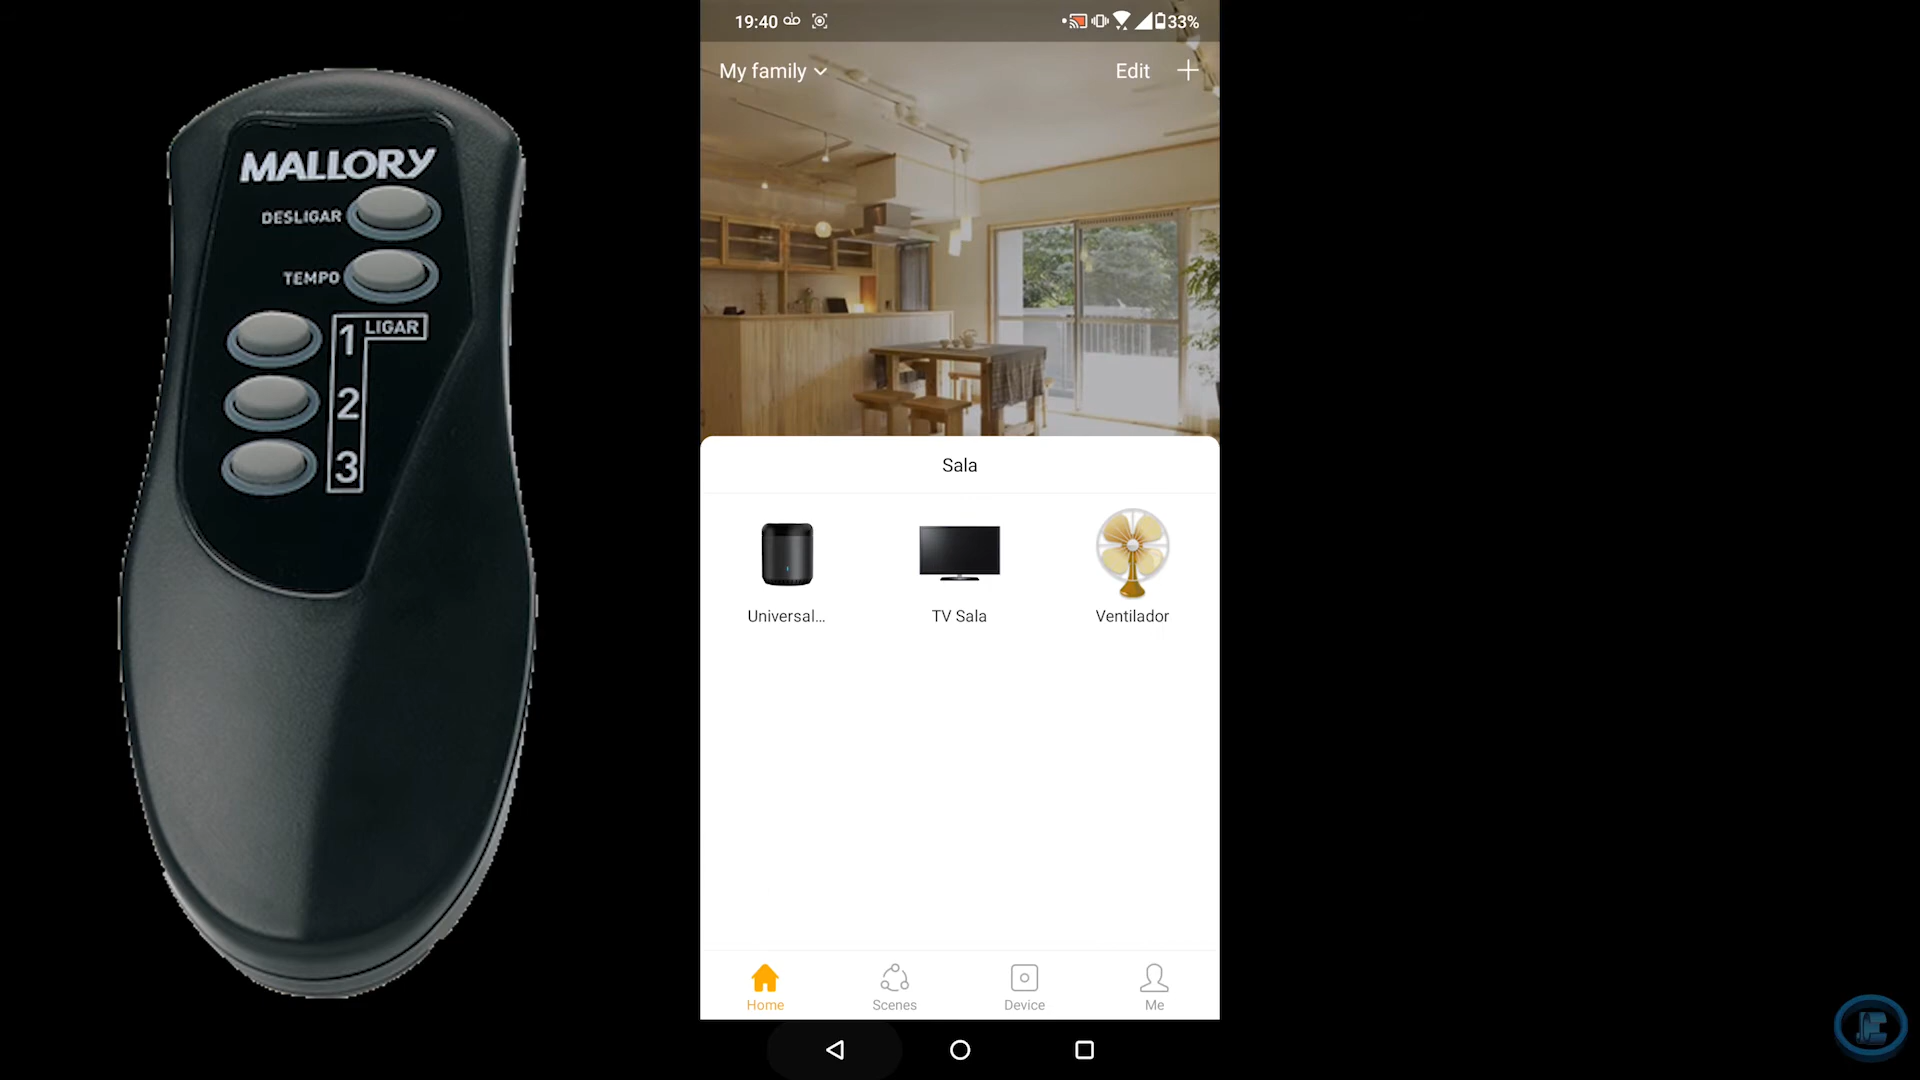 MALLORY
DESLIGAR
TEMPO
1 LIGAR
2
3
19:40
33%
My family
Edit
Sala
Universal...
TV Sala
Ventilador
Home
Scenes
Device
Me